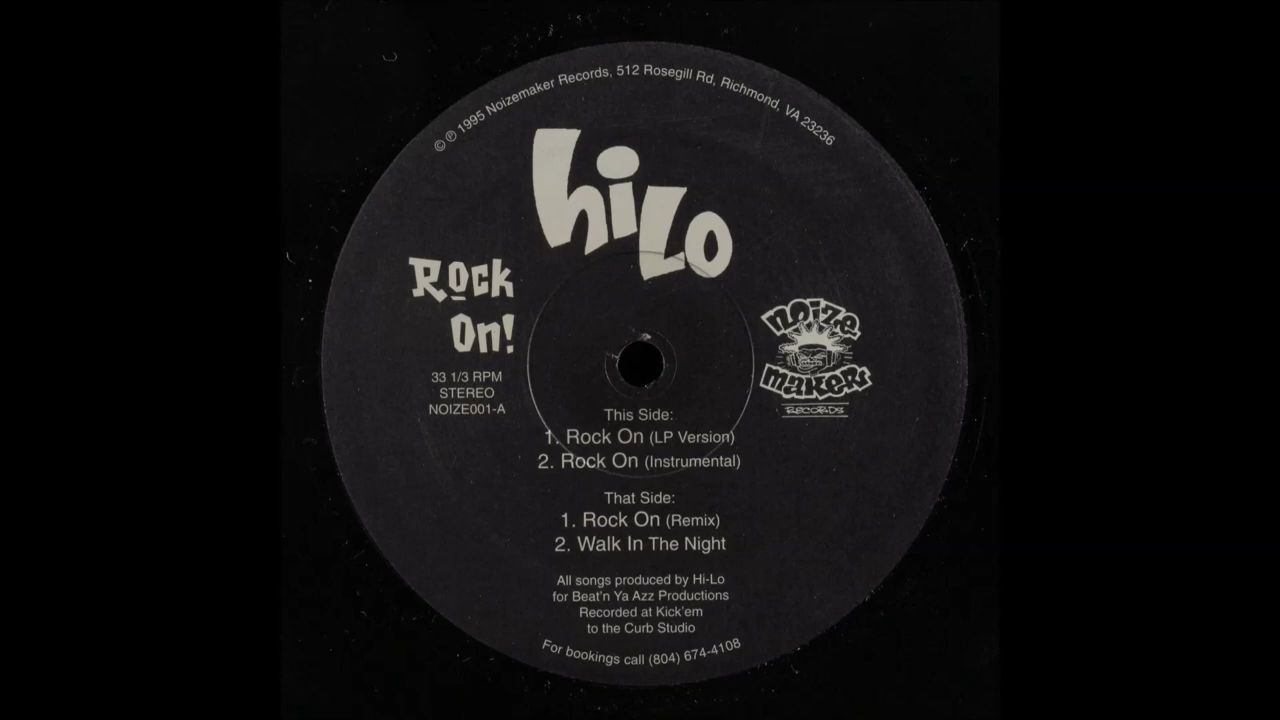 © ℗ 1995 Noizemaker Records, 512 Rosegill Rd, Richmond, VA 23236
hiLo
Rock
On!
33 1/3 RPM
STEREO
NOIZE001-A
noize
maker
RECORDS
This Side:
1. Rock On (LP Version)
2. Rock On (Instrumental)
That Side:
1. Rock On (Remix)
2. Walk In The Night
All songs produced by Hi-Lo
for Beat'n Ya Azz Productions
Recorded at Kick'em
to the Curb Studio
For bookings call (804) 674-4108